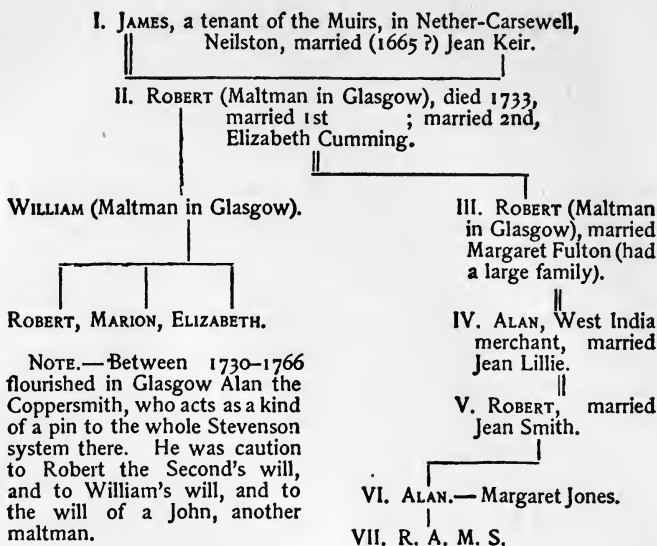 I. JAMES, a tenant of the Muirs, in Nether-Carsewell,
Neilston, married (1665 ?) Jean Keir.
II. ROBERT (Maltman in Glasgow), died 1733,
married 1st ; married 2nd,
Elizabeth Cumming.
WILLIAM (Maltman in Glasgow).
ROBERT, MARION, ELIZABETH.
NOTE.—Between 1730–1766
flourished in Glasgow Alan the
Coppersmith, who acts as a kind
of a pin to the whole Stevenson
system there. He was caution
to Robert the Second's will,
and to William's will, and to
the will of a John, another
maltman.
III. ROBERT (Maltman
in Glasgow), married
Margaret Fulton (had
a large family).
IV. ALAN, West India
merchant, married
Jean Lillie.
V. ROBERT, married
Jean Smith.
VI. ALAN.—Margaret Jones.
VII. R. A. M. S.